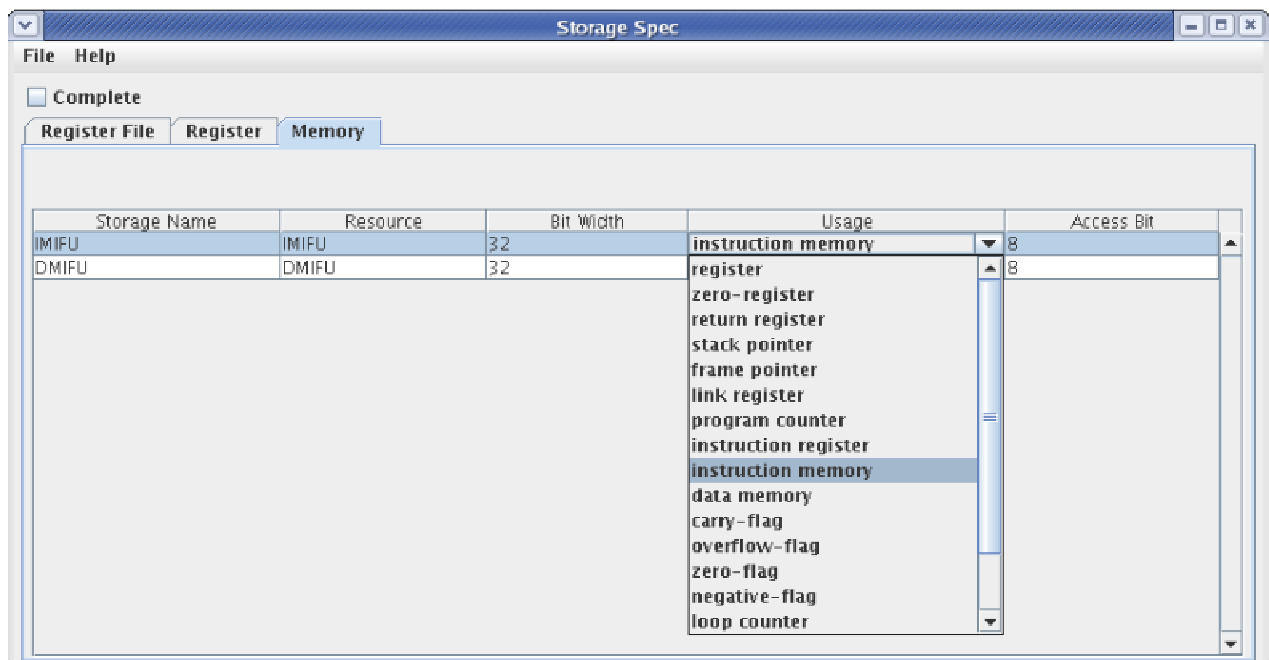 Storage Spec
File Help
Complete
Register File Register Memory
Storage Name Resource Bit Width Usage Access Bit
IMIFU IMIFU 32 instruction memory 8
DMIFU DMIFU 32 register 8
zero-register
return register
stack pointer
frame pointer
link register
program counter
instruction register
instruction memory
data memory
carry-flag
overflow-flag
zero-flag
negative-flag
loop counter